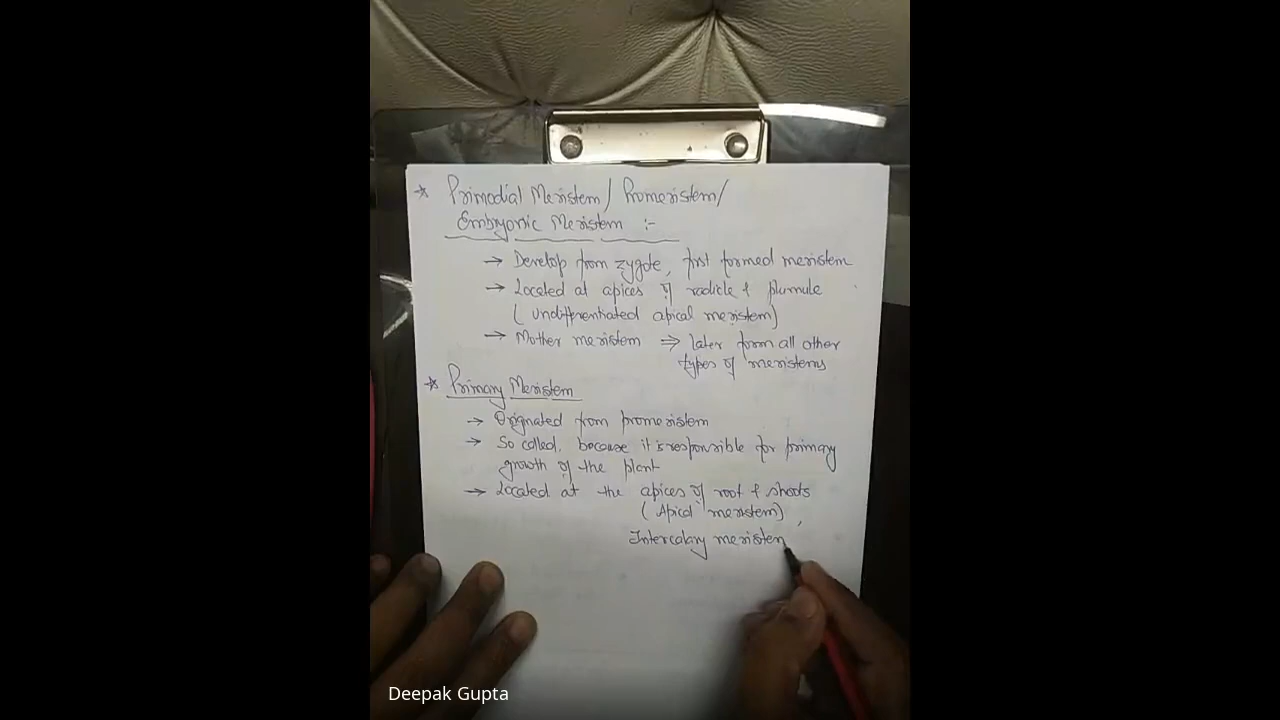 * Primodial Meristem / Promeristem /
Embryonic Meristem :-
→ Develop from zygote, first formed meristem
→ Located at apices of radicle & plumule
( undifferentiated apical meristem)
→ Mother meristem ⇒ later form all other
types of meristems
* Primary Meristem
→ Originated from promeristem
→ So called, because it is responsible for primary
growth of the plant
→ Located at the apices of root & shoots
( Apical meristem) ,
Intercalary meristem
Deepak Gupta